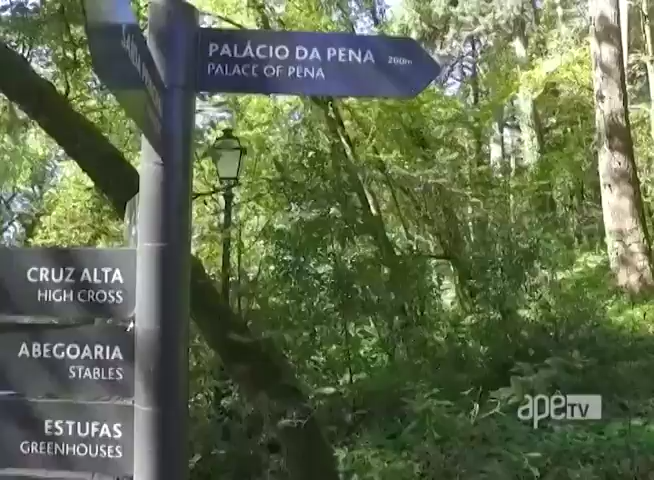 PALÁCIO DA PENA 200m
PALACE OF PENA
CRUZ ALTA
HIGH CROSS
ABEGOARIA
STABLES
ESTUFAS
GREENHOUSES
apeTV